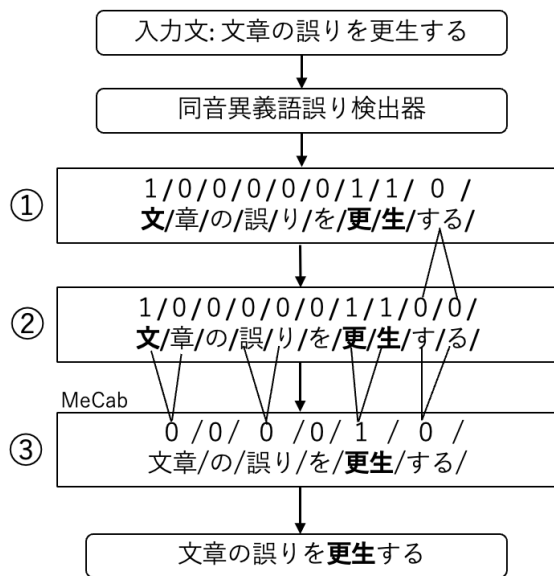 入力文: 文章の誤りを更生する
同音異義語誤り検出器
①
1/0/0/0/0/0/1/1/ 0 /
文/章/の/誤/り/を/更/生/する/
②
1/0/0/0/0/0/1/1/0/0/
文/章/の/誤/り/を/更/生/す/る/
MeCab
③
0 /0/ 0 /0/ 1 / 0 /
文章/の/誤り/を/更生/する/
文章の誤りを更生する